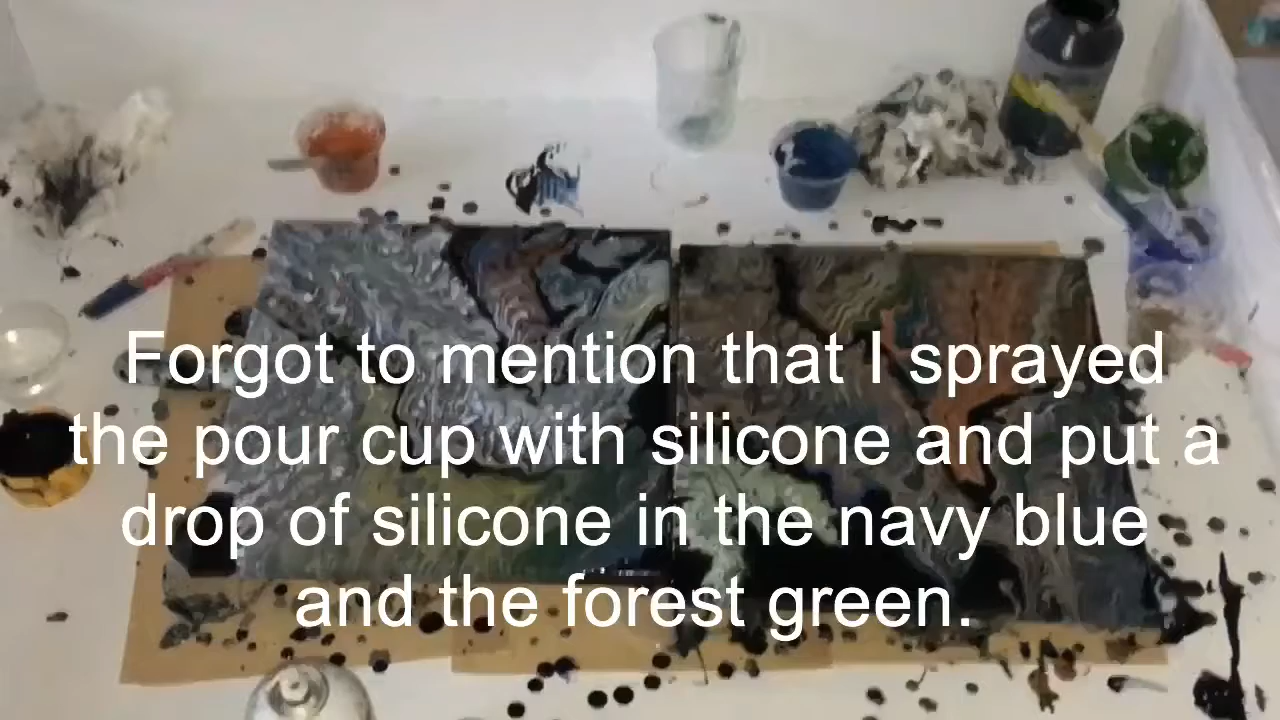 Forgot to mention that I sprayed
the pour cup with silicone and put a
drop of silicone in the navy blue
and the forest green.